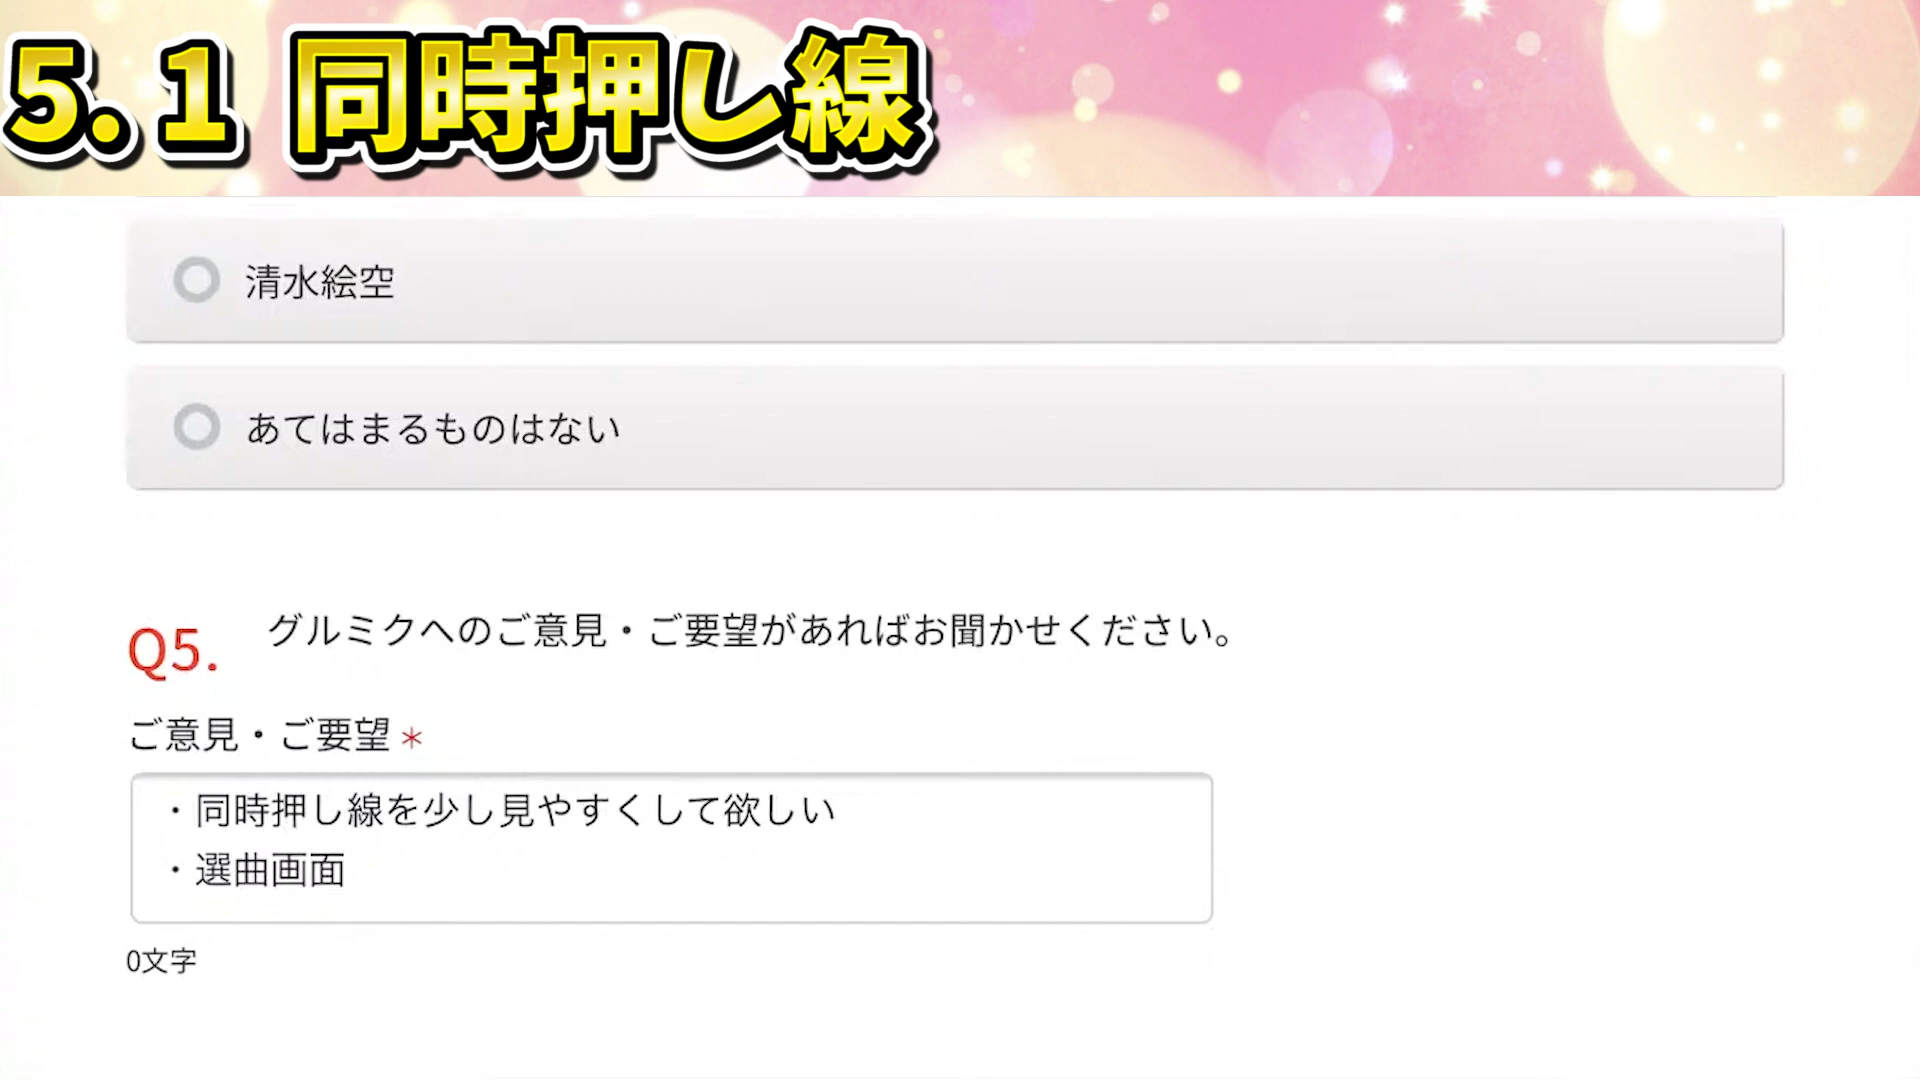 5.1 同時押し線
清水絵空
あてはまるものはない
Q5. グルミクへのご意見・ご要望があればお聞かせください。
ご意見・ご要望 *
・同時押し線を少し見やすくして欲しい
・選曲画面
0文字